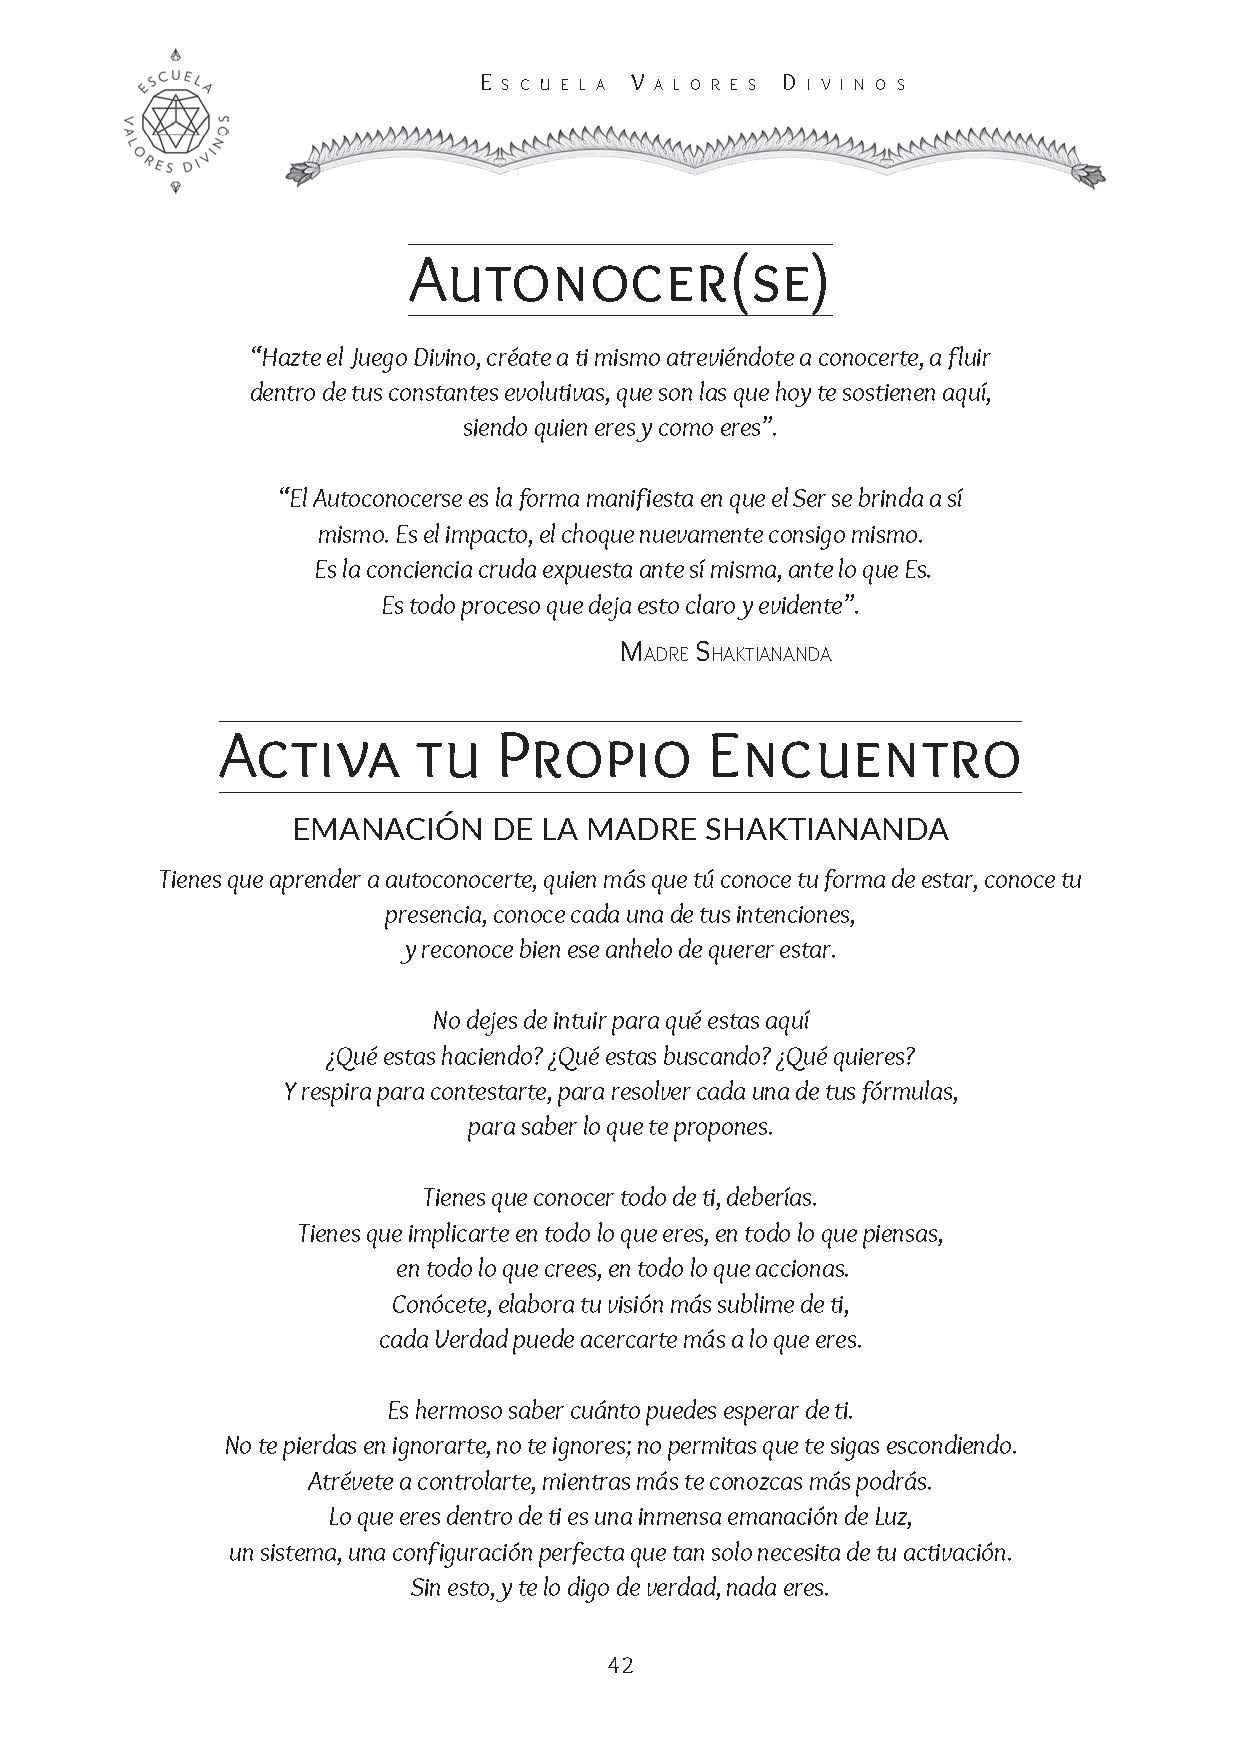 ESCUELA VALORES DIVINOS
Escuela Valores Divinos
Autonocer(se)
“Hazte el Juego Divino, créate a ti mismo atreviéndote a conocerte, a fluir
dentro de tus constantes evolutivas, que son las que hoy te sostienen aquí,
siendo quien eres y como eres”.
“El Autoconocerse es la forma manifiesta en que el Ser se brinda a sí
mismo. Es el impacto, el choque nuevamente consigo mismo.
Es la conciencia cruda expuesta ante sí misma, ante lo que Es.
Es todo proceso que deja esto claro y evidente”.
Madre Shaktiananda
Activa tu Propio Encuentro
EMANACIÓN DE LA MADRE SHAKTIANANDA
Tienes que aprender a autoconocerte, quien más que tú conoce tu forma de estar, conoce tu
presencia, conoce cada una de tus intenciones,
y reconoce bien ese anhelo de querer estar.
No dejes de intuir para qué estas aquí
¿Qué estas haciendo? ¿Qué estas buscando? ¿Qué quieres?
Y respira para contestarte, para resolver cada una de tus fórmulas,
para saber lo que te propones.
Tienes que conocer todo de ti, deberías.
Tienes que implicarte en todo lo que eres, en todo lo que piensas,
en todo lo que crees, en todo lo que accionas.
Conócete, elabora tu visión más sublime de ti,
cada Verdad puede acercarte más a lo que eres.
Es hermoso saber cuánto puedes esperar de ti.
No te pierdas en ignorarte, no te ignores; no permitas que te sigas escondiendo.
Atrévete a controlarte, mientras más te conozcas más podrás.
Lo que eres dentro de ti es una inmensa emanación de Luz,
un sistema, una configuración perfecta que tan solo necesita de tu activación.
Sin esto, y te lo digo de verdad, nada eres.
42